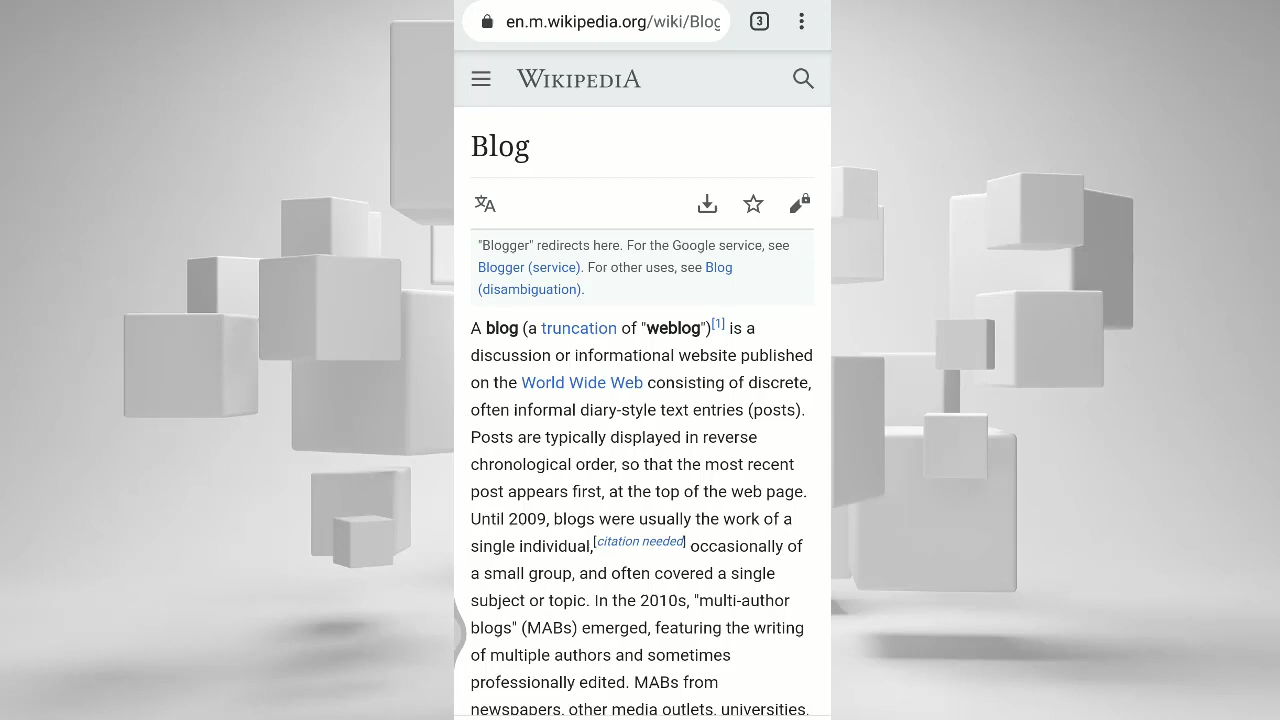 en.m.wikipedia.org/wiki/Blog
3
WIKIPEDIA
Blog
"Blogger" redirects here. For the Google service, see
Blogger (service). For other uses, see Blog
(disambiguation).
A blog (a truncation of "weblog")[1] is a
discussion or informational website published
on the World Wide Web consisting of discrete,
often informal diary-style text entries (posts).
Posts are typically displayed in reverse
chronological order, so that the most recent
post appears first, at the top of the web page.
Until 2009, blogs were usually the work of a
single individual,[citation needed] occasionally of
a small group, and often covered a single
subject or topic. In the 2010s, "multi-author
blogs" (MABs) emerged, featuring the writing
of multiple authors and sometimes
professionally edited. MABs from
newspapers, other media outlets, universities,